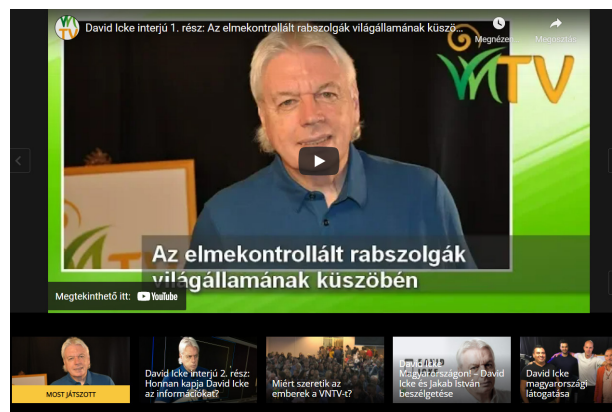 David Icke interjú 1. rész: Az elmekontrollált rabszolgák világállamának küszö...
Megnézen
Megosztás
VNTV
Az elmekontrollált rabszolgák
világállamának küszöbén
Megtekinthető itt: YouTube
MOST JÁTSZOTT
David Icke interjú 2. rész:
Honnan kapja David Icke
az információkat?
Miért szeretik az
emberek a VNTV-t?
David Icke
Magyarországon! – David
Icke és Jakab István
beszélgetése
David Icke
magyarországi
látogatása